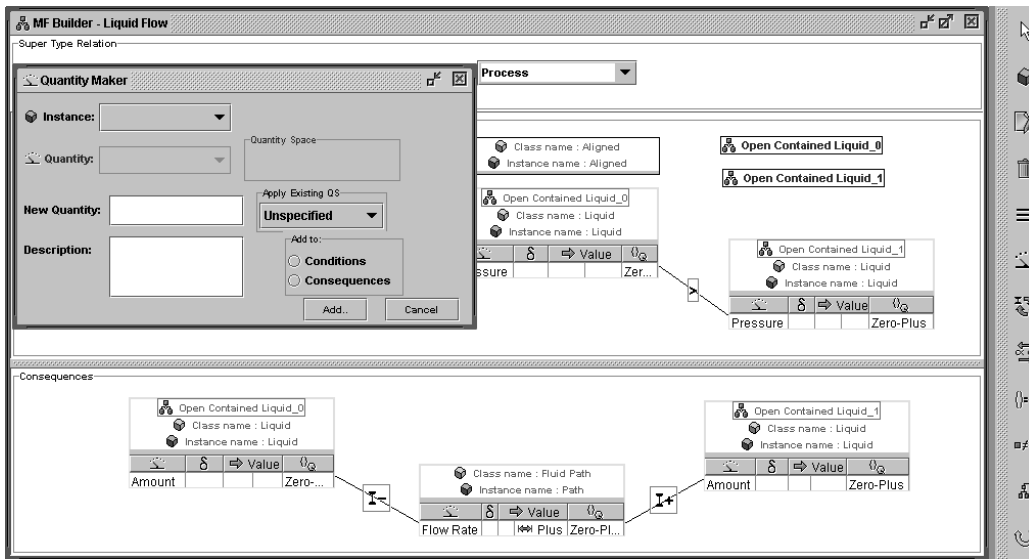 MF Builder - Liquid Flow
Super Type Relation
Process
Quantity Maker
Instance:
Quantity:
Quantity Space
New Quantity:
Apply Existing QS
Unspecified
Description:
Add to:
Conditions
Consequences
Add..
Cancel
Class name : Aligned
Instance name : Aligned
Open Contained Liquid_0
Open Contained Liquid_1
Open Contained Liquid_0
Class name : Liquid
Instance name : Liquid
δ Value Q
ssure Zer...
>
Open Contained Liquid_1
Class name : Liquid
Instance name : Liquid
δ Value Q
Pressure Zero-Plus
Consequences
Open Contained Liquid_0
Class name : Liquid
Instance name : Liquid
δ Value Q
Amount Zero-...
I-
Class name : Fluid Path
Instance name : Path
δ Value Q
Flow Rate Plus Zero-Pl...
I+
Open Contained Liquid_1
Class name : Liquid
Instance name : Liquid
δ Value Q
Amount Zero-Plus